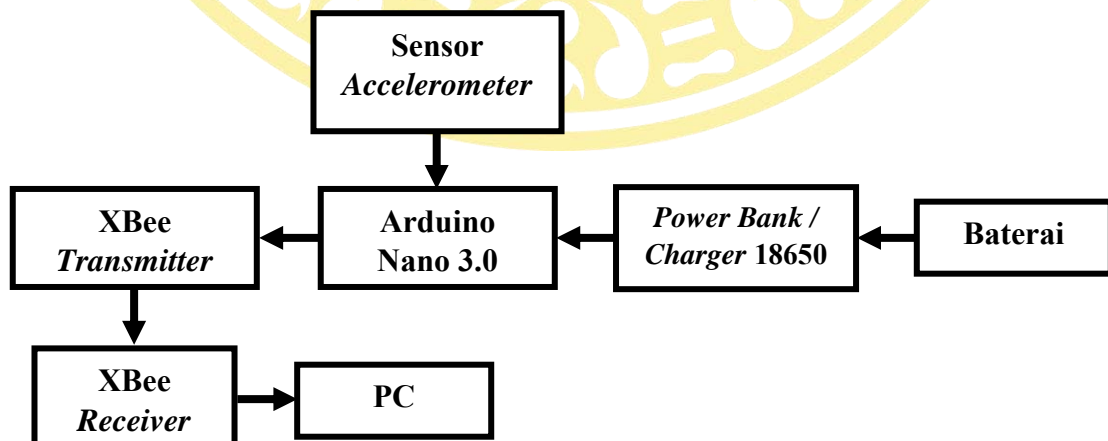 Sensor
Accelerometer
XBee
Transmitter
Arduino
Nano 3.0
Power Bank /
Charger 18650
Baterai
XBee
Receiver
PC